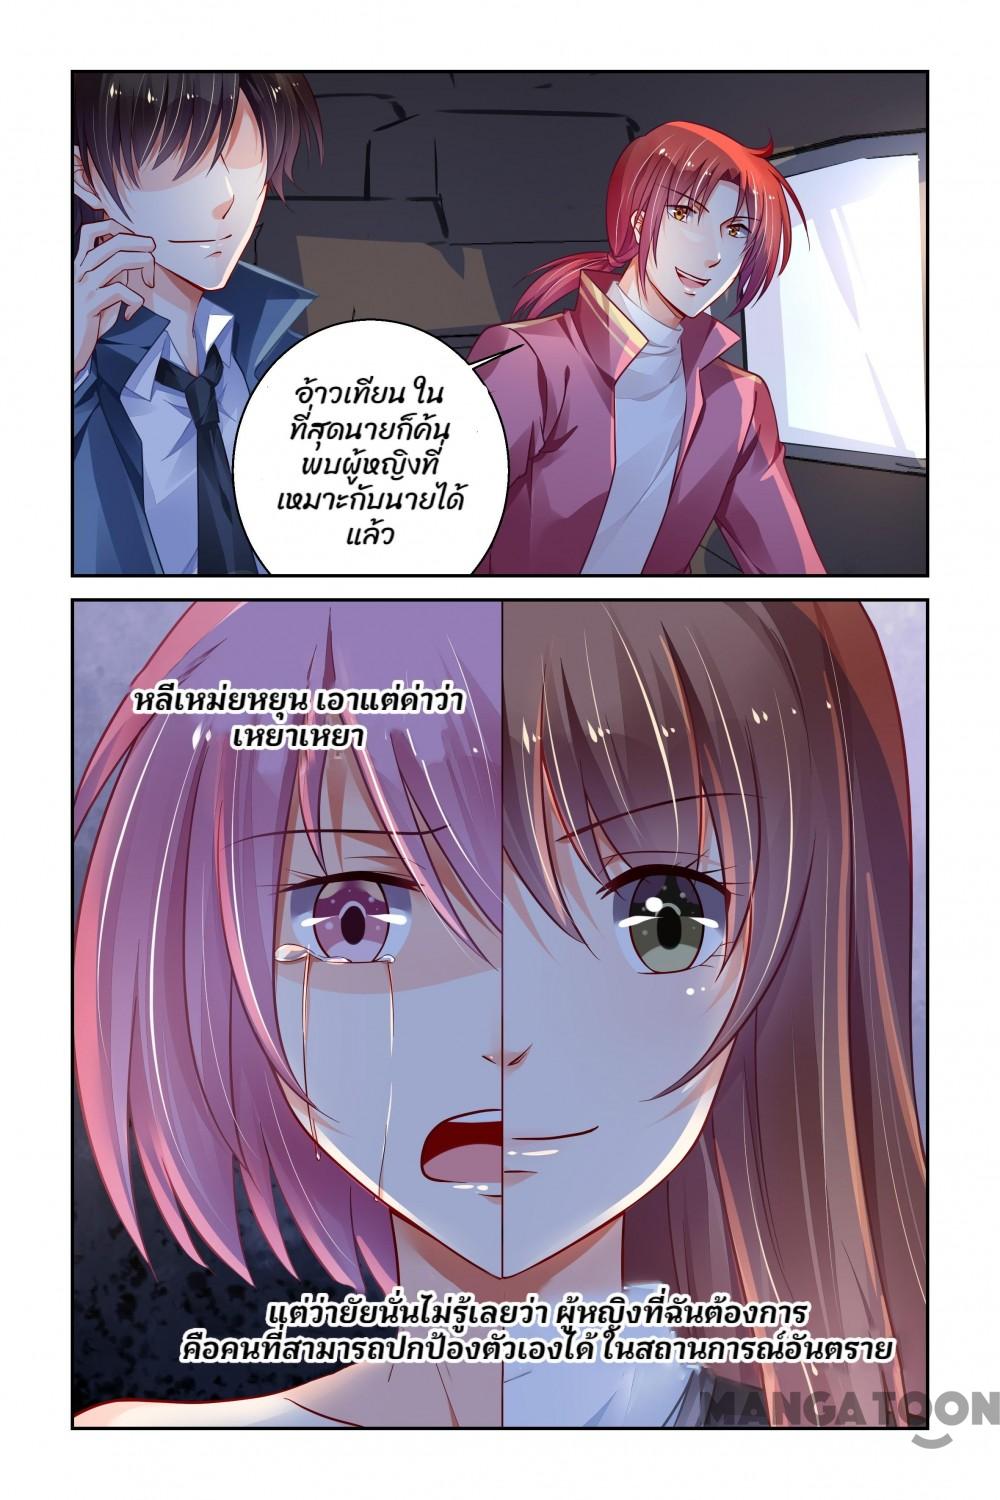 อ้าวเทียน ใน
ที่สุดนายก็ค้น
พบผู้หญิงที่
เหมาะกับนายได้
แล้ว
หลีเหม่ยหยุน เอาแต่ด่าว่า
เหยาเหยา
แต่ว่ายัยนั่นไม่รู้เลยว่า ผู้หญิงที่ฉันต้องการ
คือคนที่สามารถปกป้องตัวเองได้ ในสถานการณ์อันตราย
MANGATOON